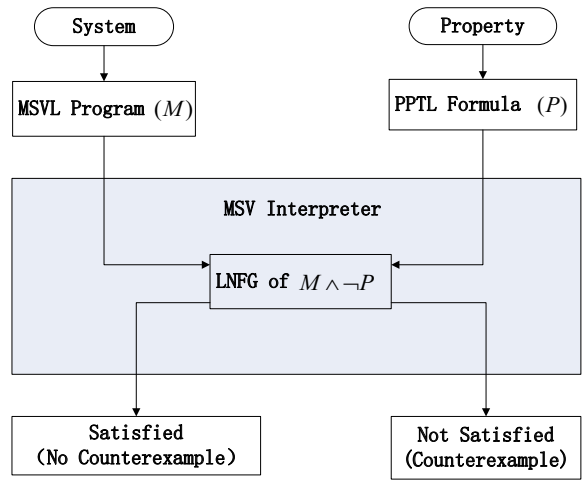 System
Property
MSVL Program (M)
PPTL Formula (P)
MSV Interpreter
LNFG of M ∧ ¬P
Satisfied
(No Counterexample)
Not Satisfied
(Counterexample)